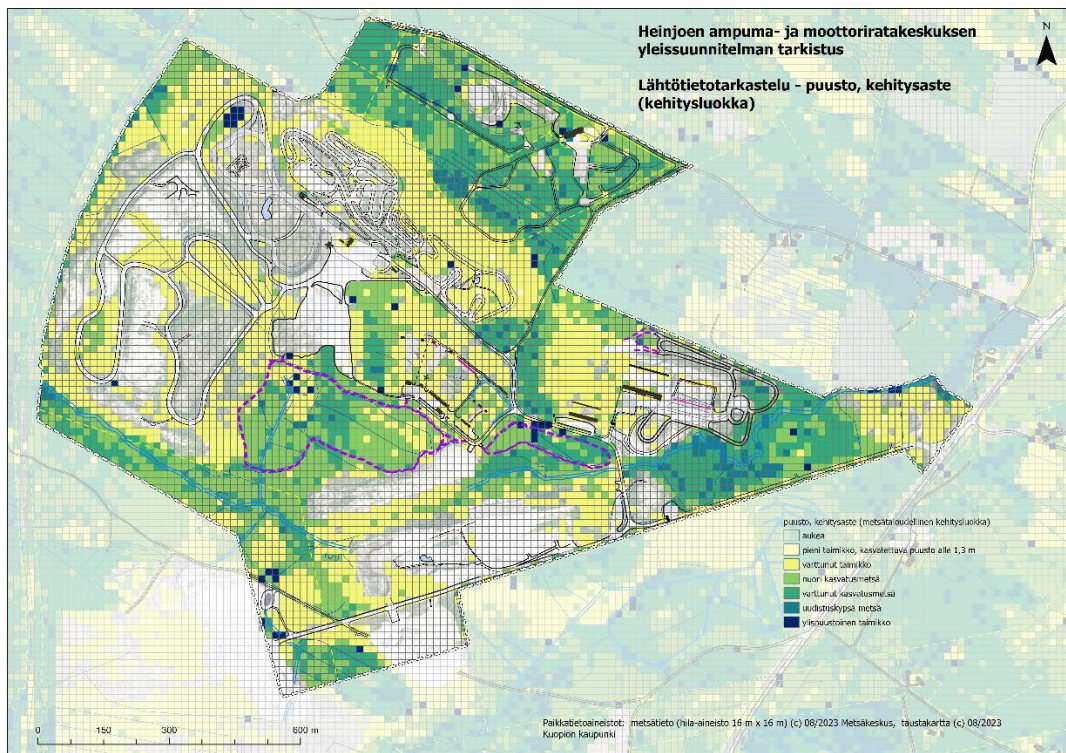 Heinjoen ampuma- ja moottoriratakeskuksen
yleissuunnitelman tarkistus
Lähtötietotarkastelu - puusto, kehitysaste
(kehitysluokka)
N
puusto, kehitysaste (metsätaloudellinen kehitysluokka)
aukea
pieni taimikko, kasvatettava puusto alle 1,3 m
varttunut taimikko
nuori kasvatusmetsä
varttunut kasvatusmetsä
uudistuskypsä metsä
ylispuustoinen taimikko
0 150 300 600 m
Paikkatietoaineistot: metsätieto (hila-aineisto 16 m x 16 m) (c) 08/2023 Metsäkeskus, taustakartta (c) 08/2023
Kuopion kaupunki